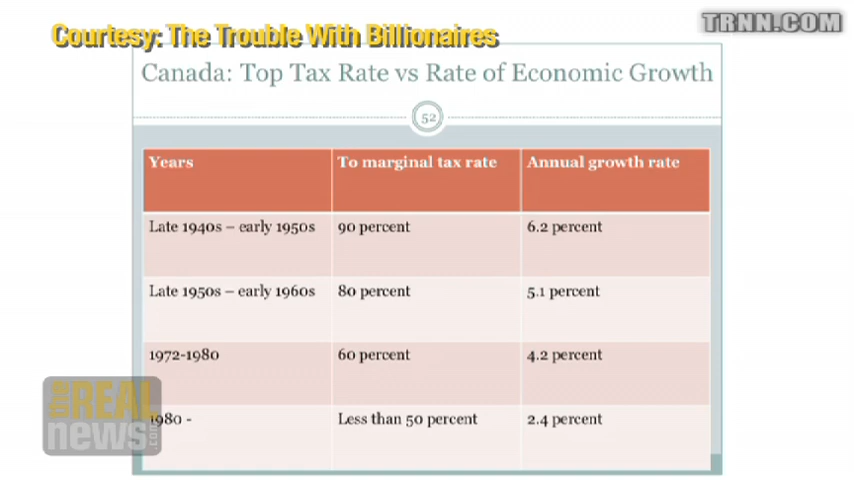 TRNN.COM
Courtesy: The Trouble With Billionaires
Canada: Top Tax Rate vs Rate of Economic Growth
52
Years To marginal tax rate Annual growth rate
Late 1940s – early 1950s 90 percent 6.2 percent
Late 1950s – early 1960s 80 percent 5.1 percent
1972-1980 60 percent 4.2 percent
1980 - Less than 50 percent 2.4 percent
the REAL
news.com